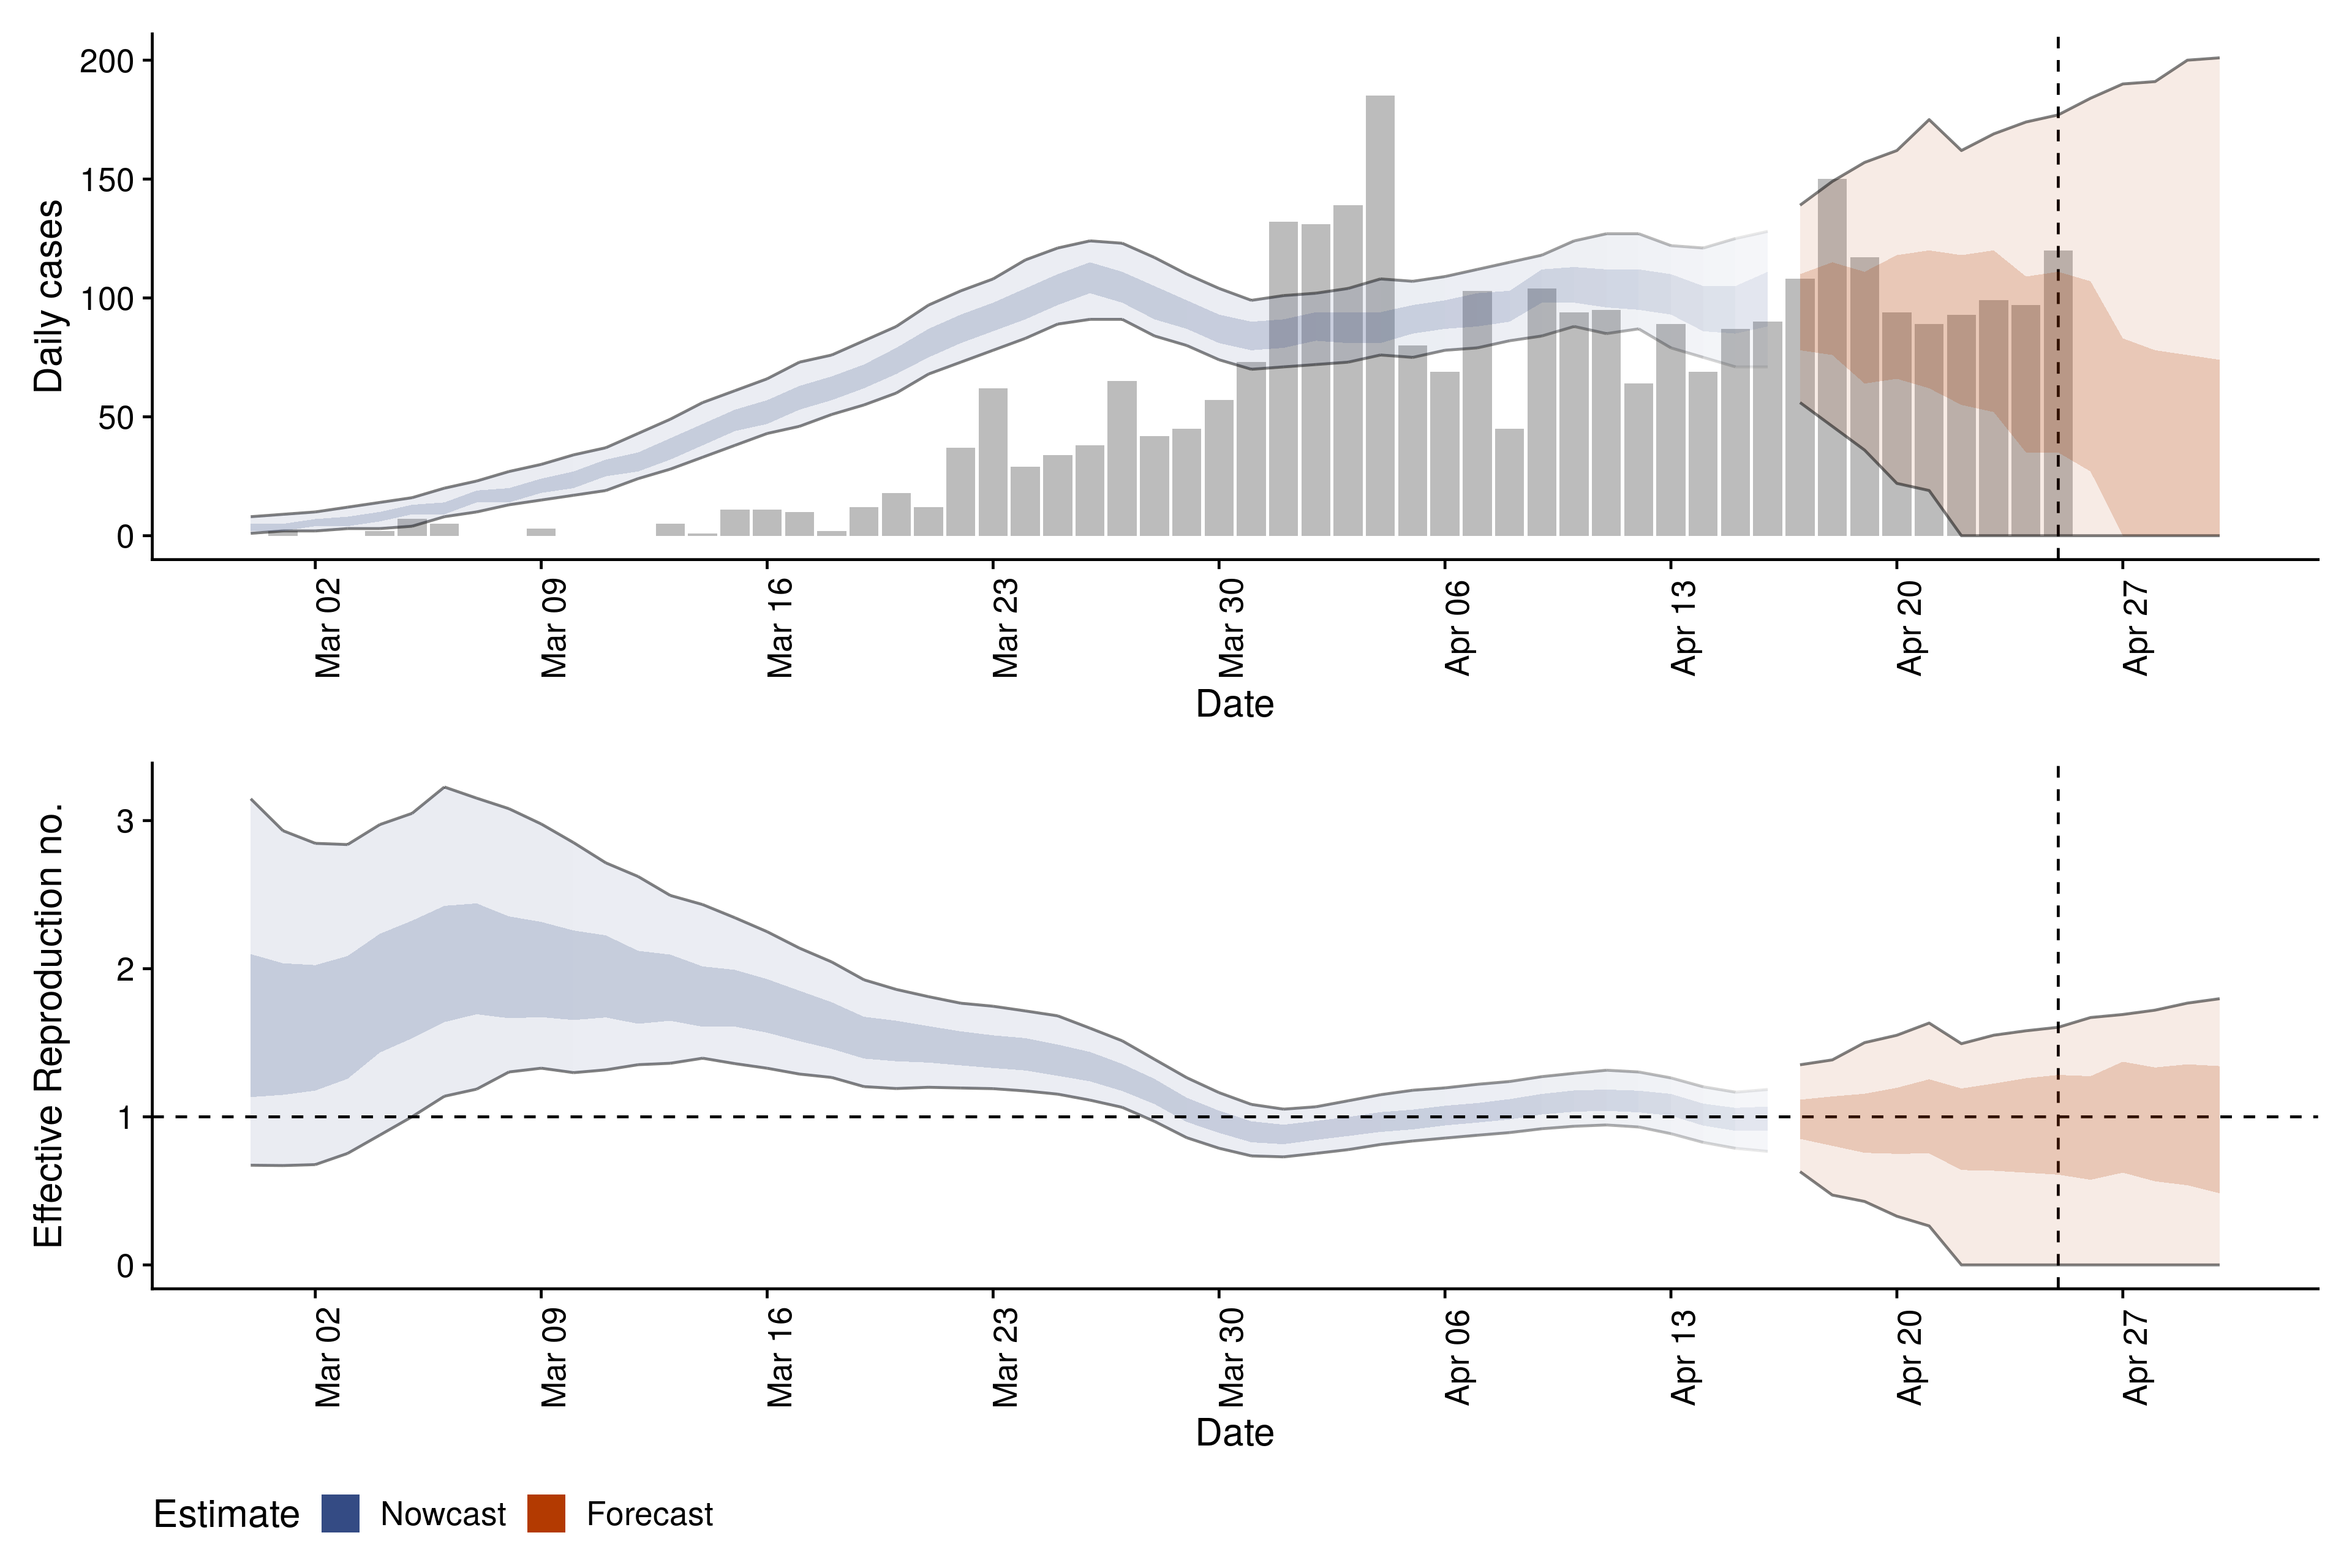 200
150
100
50
0
Daily cases
Mar 02
Mar 09
Mar 16
Mar 23
Mar 30
Apr 06
Apr 13
Apr 20
Apr 27
Date
3
2
1
0
Effective Reproduction no.
Mar 02
Mar 09
Mar 16
Mar 23
Mar 30
Apr 06
Apr 13
Apr 20
Apr 27
Date
Estimate Nowcast Forecast